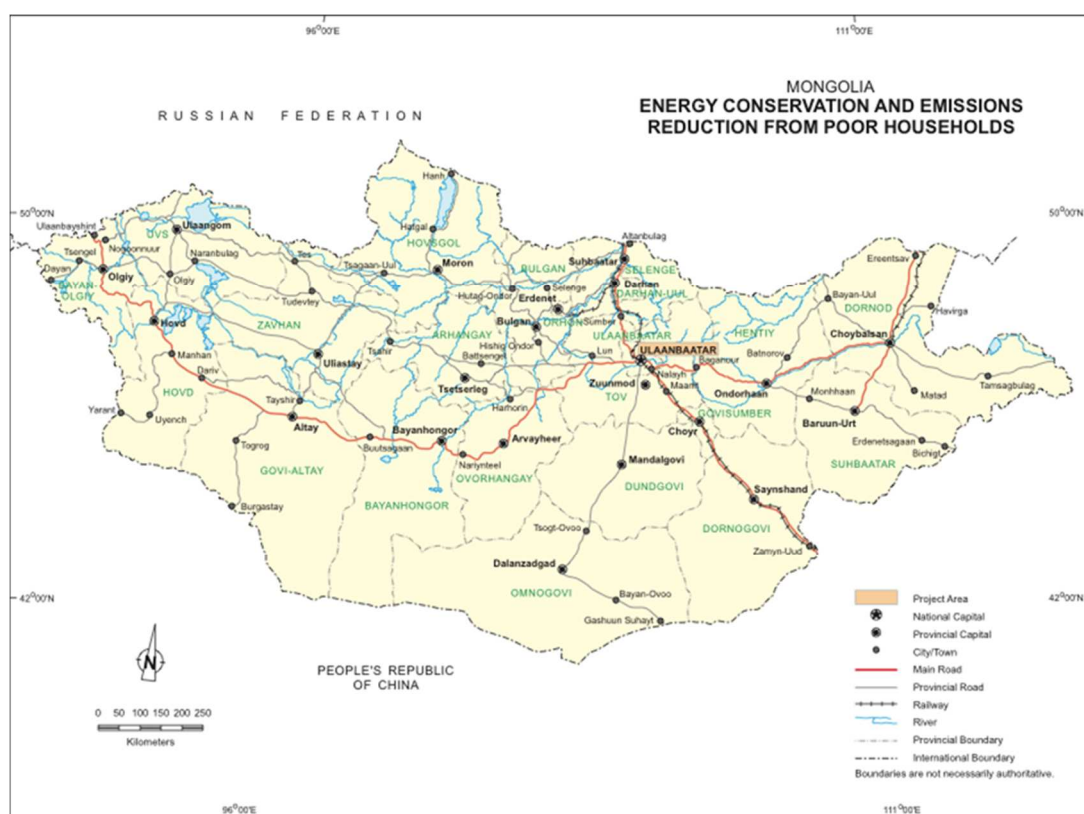 96°00'E
111°00'E
MONGOLIA
ENERGY CONSERVATION AND EMISSIONS
REDUCTION FROM POOR HOUSEHOLDS
RUSSIAN FEDERATION
50°00'N
50°00'N
Hanh
Ulaanbayshint
Nogoonnuur
UVS
Ulaangom
Hatgal
HOVSGOL
Altanbulag
Tsengel
Naranbulag
Tes
Tsagaan-Uul
Moron
BULGAN
Suhbaatar
SELENGE
Ereentsav
Dayan
Olgiy
Olgiy
BAYAN-
OLGIY
Tudevley
Hutag-Ondor
Selenge
Erdenet
Darhan
DARHAN-UUL
Bayan-Uul
DORNOD
Havirga
Hovd
ZAVHAN
ARHANGAY
Bulgan
ORHON
Sumber
ULAANBAATAR
HENTIY
Choybalsan
Manhan
Uliastay
Tsahir
Hishig Ondor
Battsengel
Lun
ULAANBAATAR
Nalayh
Baganuur
Batnorov
Dariv
HOVD
Tsetserleg
Zuunmod
TOV
Maant
Ondorhaan
Monhhaan
Matad
Tamsagbulag
Yarant
Uyench
Tayshir
Altay
Harhorin
GOVISUMBER
Choyr
Baruun-Urt
Togrog
Buutsagaan
Bayanhongor
Arvayheer
Nariynteel
Erdenetsagaan
Bichigt
GOVI-ALTAY
BAYANHONGOR
OVORHANGAY
Mandalgovi
DUNDGOVI
SUHBAATAR
Burgastay
Saynshand
Tsogt-Ovoo
DORNOGOVI
Zamyn-Uud
Dalanzadgad
OMNOGOVI
Bayan-Ovoo
Gashuun Suhayt
42°00'N
42°00'N
PEOPLE'S REPUBLIC
OF CHINA
N
0 50 100 150 200 250
Kilometers
Project Area
National Capital
Provincial Capital
City/Town
Main Road
Provincial Road
Railway
River
Provincial Boundary
International Boundary
Boundaries are not necessarily authoritative.
96°00'E
111°00'E